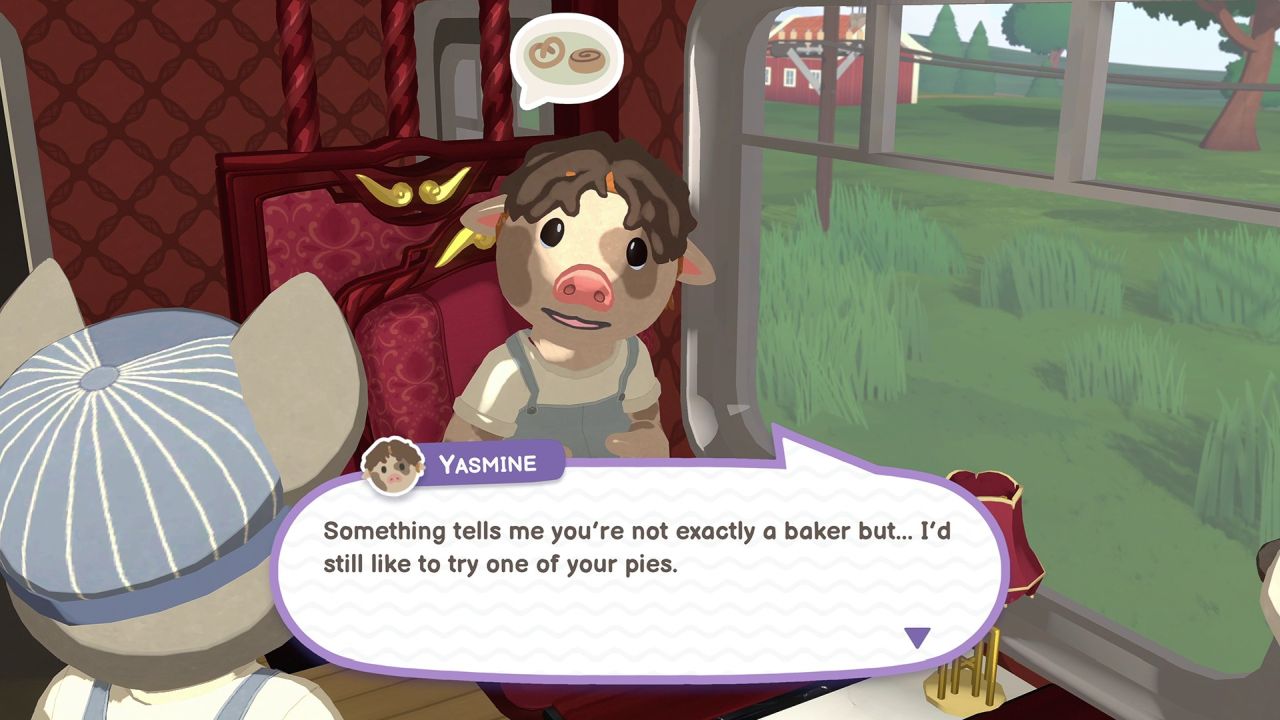 YASMINE
Something tells me you're not exactly a baker but... I'd
still like to try one of your pies.